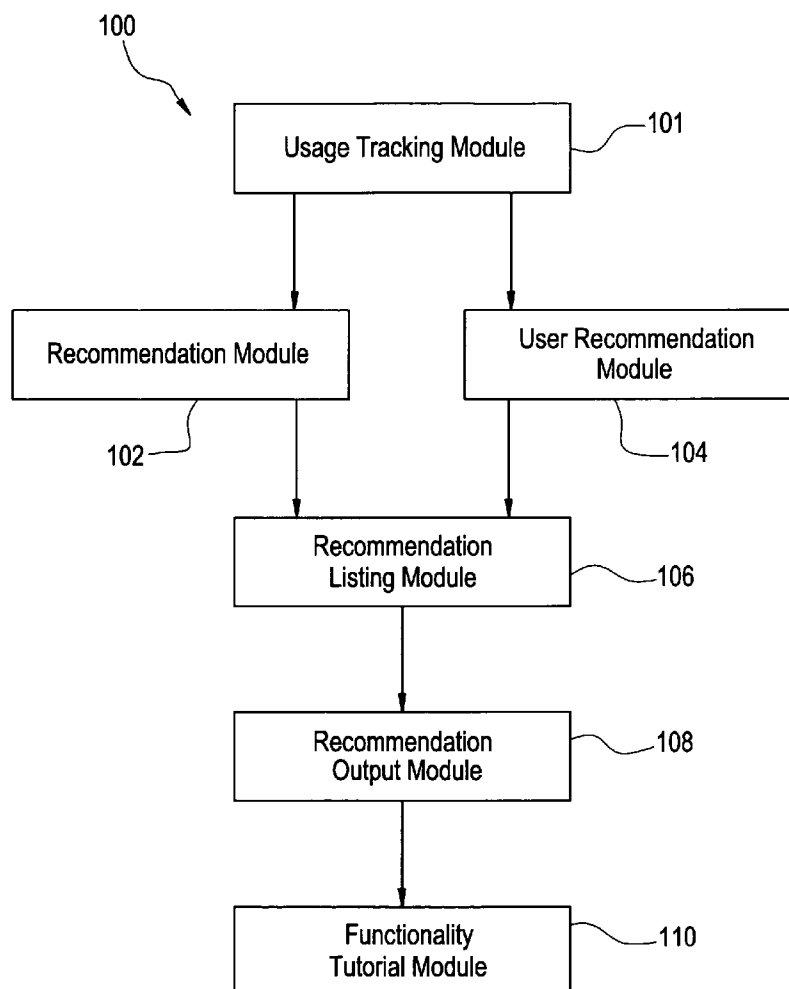 100
Usage Tracking Module
101
Recommendation Module
102
User Recommendation
Module
104
Recommendation
Listing Module
106
Recommendation
Output Module
108
Functionality
Tutorial Module
110